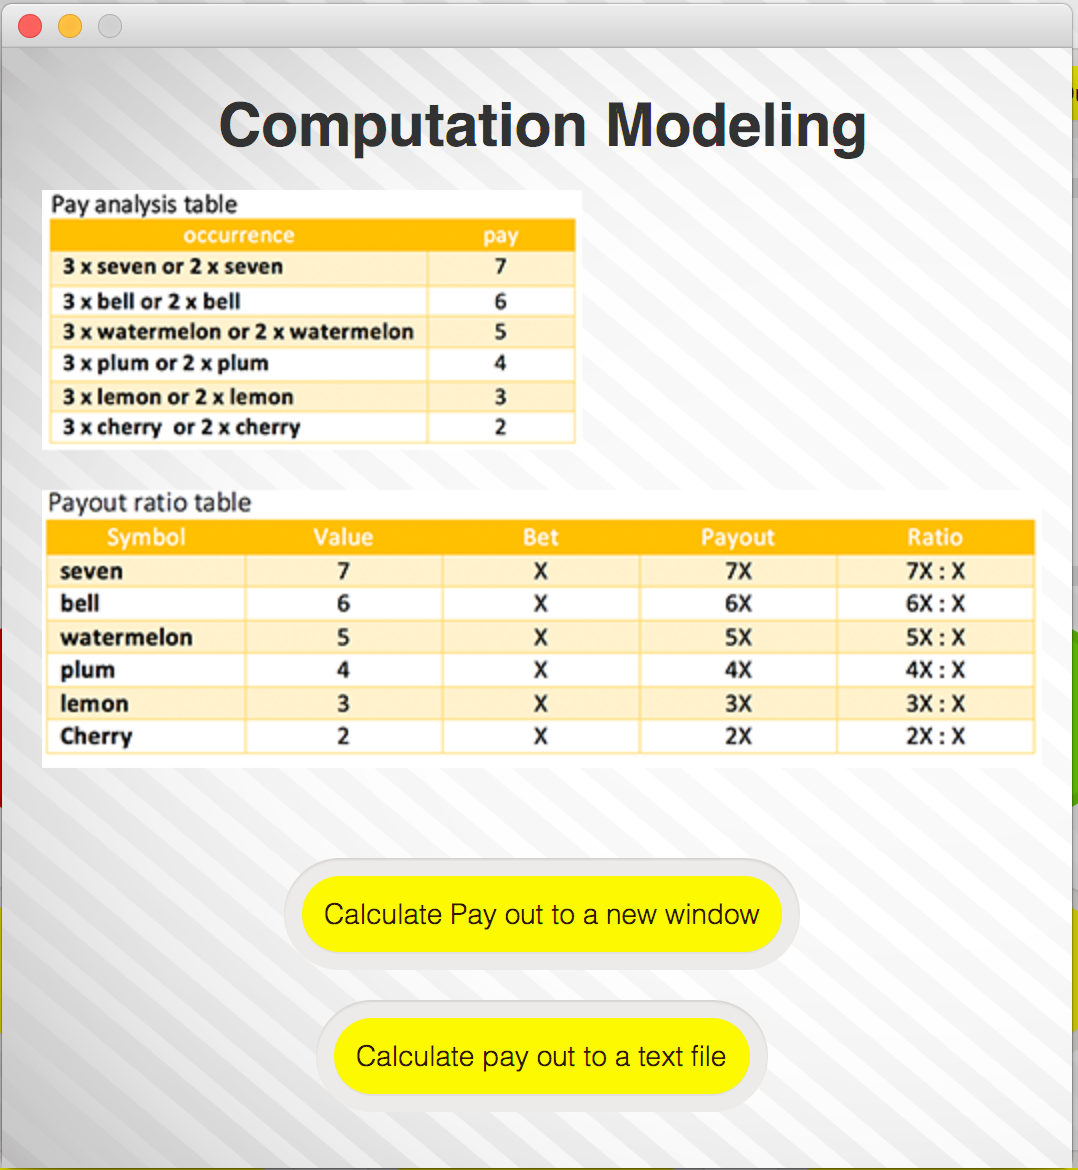 Computation Modeling
Pay analysis table
occurrence pay
3 x seven or 2 x seven 7
3 x bell or 2 x bell 6
3 x watermelon or 2 x watermelon 5
3 x plum or 2 x plum 4
3 x lemon or 2 x lemon 3
3 x cherry or 2 x cherry 2
Payout ratio table
Symbol Value Bet Payout Ratio
seven 7 X 7X 7X : X
bell 6 X 6X 6X : X
watermelon 5 X 5X 5X : X
plum 4 X 4X 4X : X
lemon 3 X 3X 3X : X
Cherry 2 X 2X 2X : X
Calculate Pay out to a new window
Calculate pay out to a text file